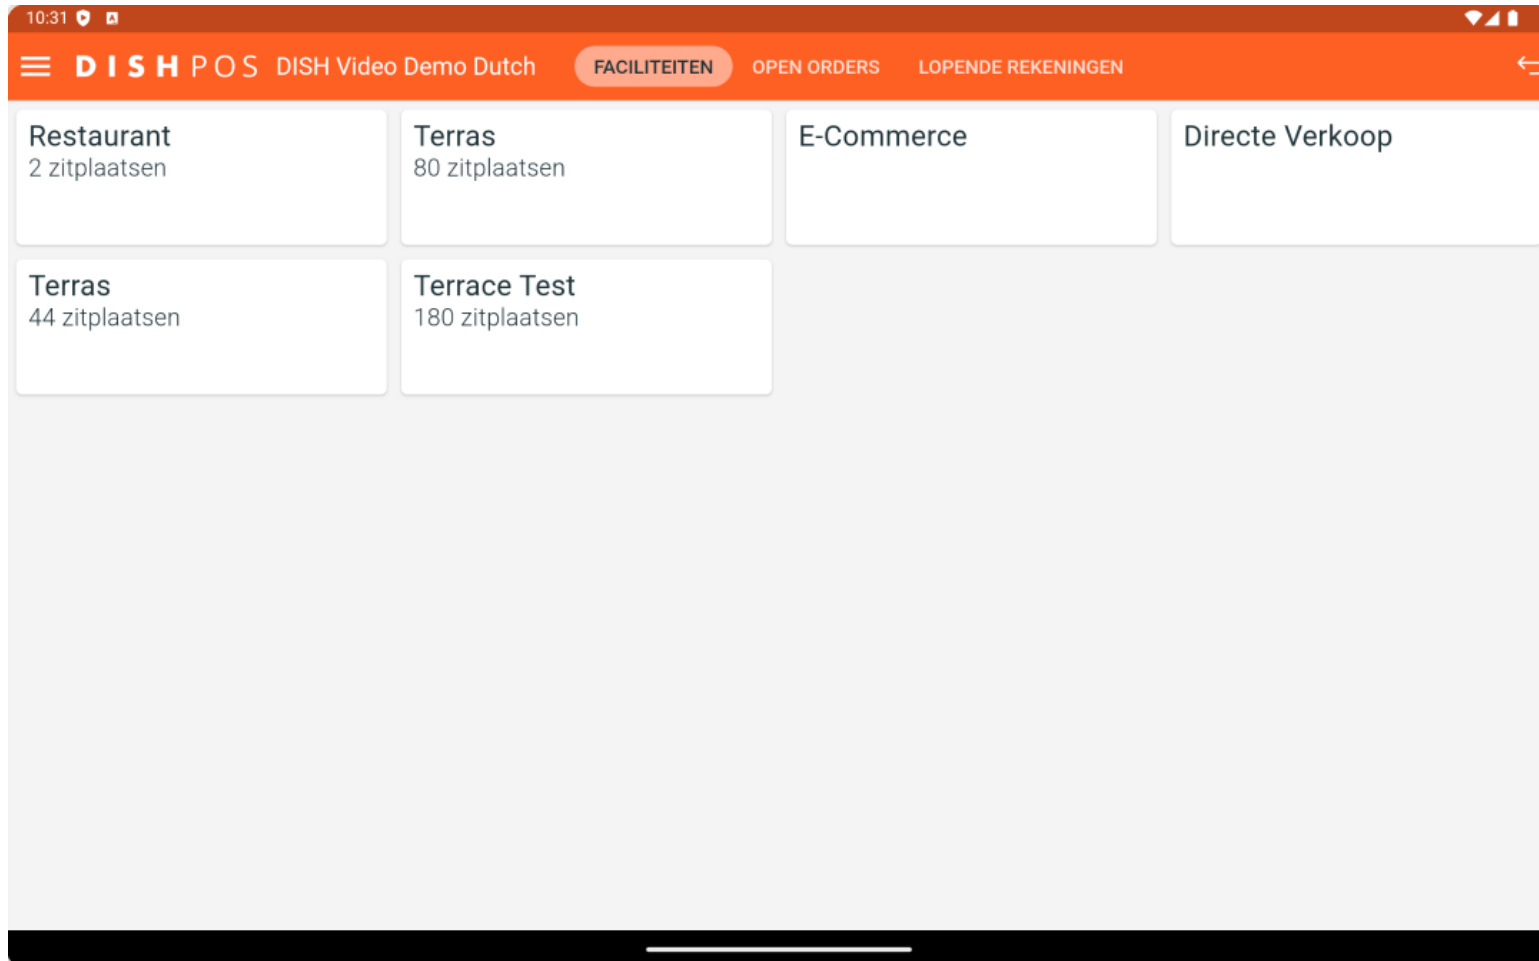 10:31
DISH POS DISH Video Demo Dutch FACILITEITEN OPEN ORDERS LOPENDE REKENINGEN
Restaurant
2 zitplaatsen
Terras
80 zitplaatsen
E-Commerce
Directe Verkoop
Terras
44 zitplaatsen
Terrace Test
180 zitplaatsen